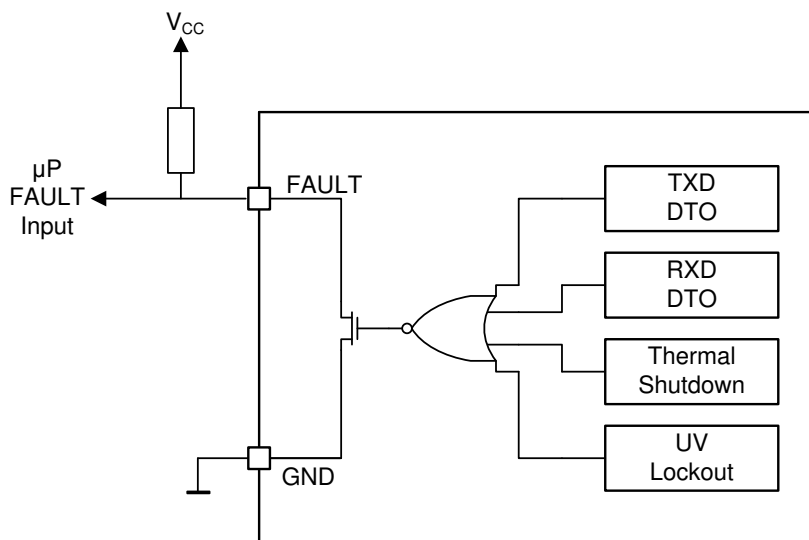 VCC
µP
FAULT
Input
FAULT
GND
TXD
DTO
RXD
DTO
Thermal
Shutdown
UV
Lockout